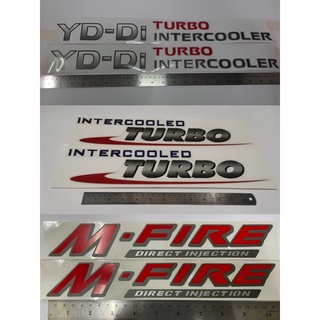 YD-Di TURBO
INTERCOOLER
YD-Di TURBO
INTERCOOLER
INTERCOOLED
TURBO
INTERCOOLED
TURBO
M-FIRE
DIRECT INJECTION
M-FIRE
DIRECT INJECTION